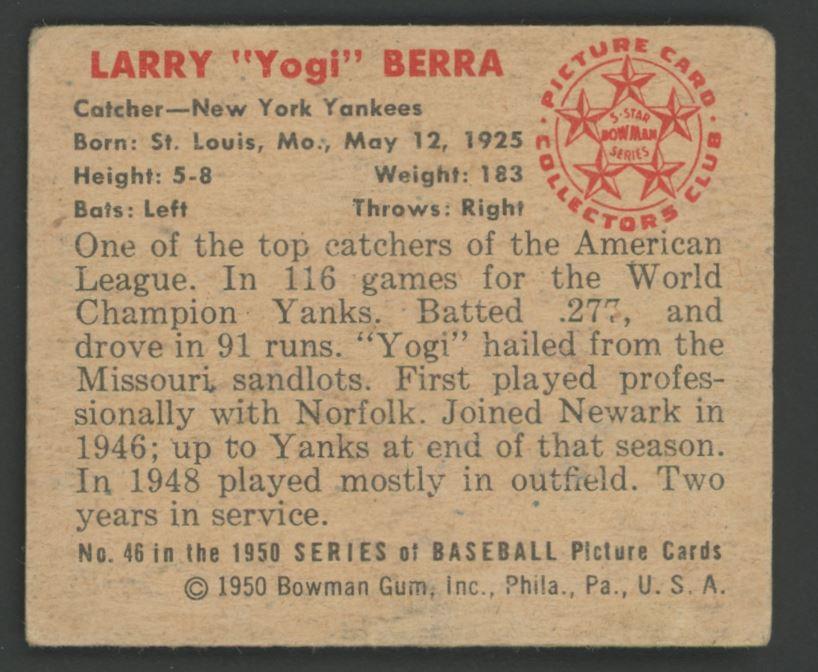 LARRY "Yogi" BERRA
Catcher—New York Yankees
Born: St. Louis, Mo., May 12, 1925
Height: 5-8 Weight: 183
Bats: Left Throws: Right
PICTURE CARD
5-STAR
BOWMAN
SERIES
COLLECTORS CLUB
One of the top catchers of the American
League. In 116 games for the World
Champion Yanks. Batted .277, and
drove in 91 runs. "Yogi" hailed from the
Missouri sandlots. First played profes-
sionally with Norfolk. Joined Newark in
1946; up to Yanks at end of that season.
In 1948 played mostly in outfield. Two
years in service.
No. 46 in the 1950 SERIES of BASEBALL Picture Cards
© 1950 Bowman Gum, Inc., Phila., Pa., U. S. A.